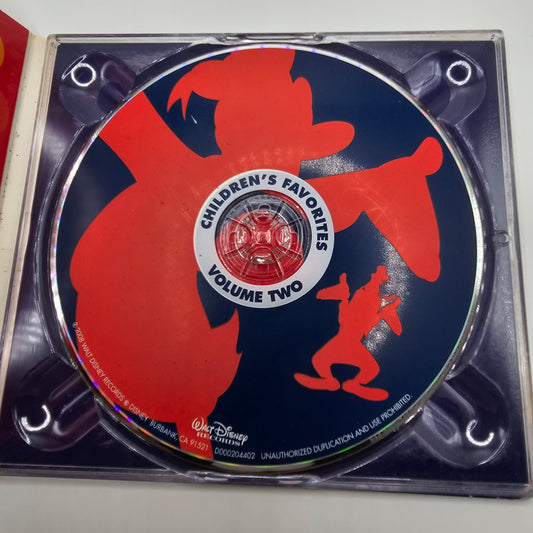 CHILDREN'S FAVORITES
VOLUME TWO
℗ 2008 WALT DISNEY RECORDS © DISNEY BURBANK, CA 91521 D000204402 UNAUTHORIZED DUPLICATION AND USE PROHIBITED.
WALT DISNEY
RECORDS